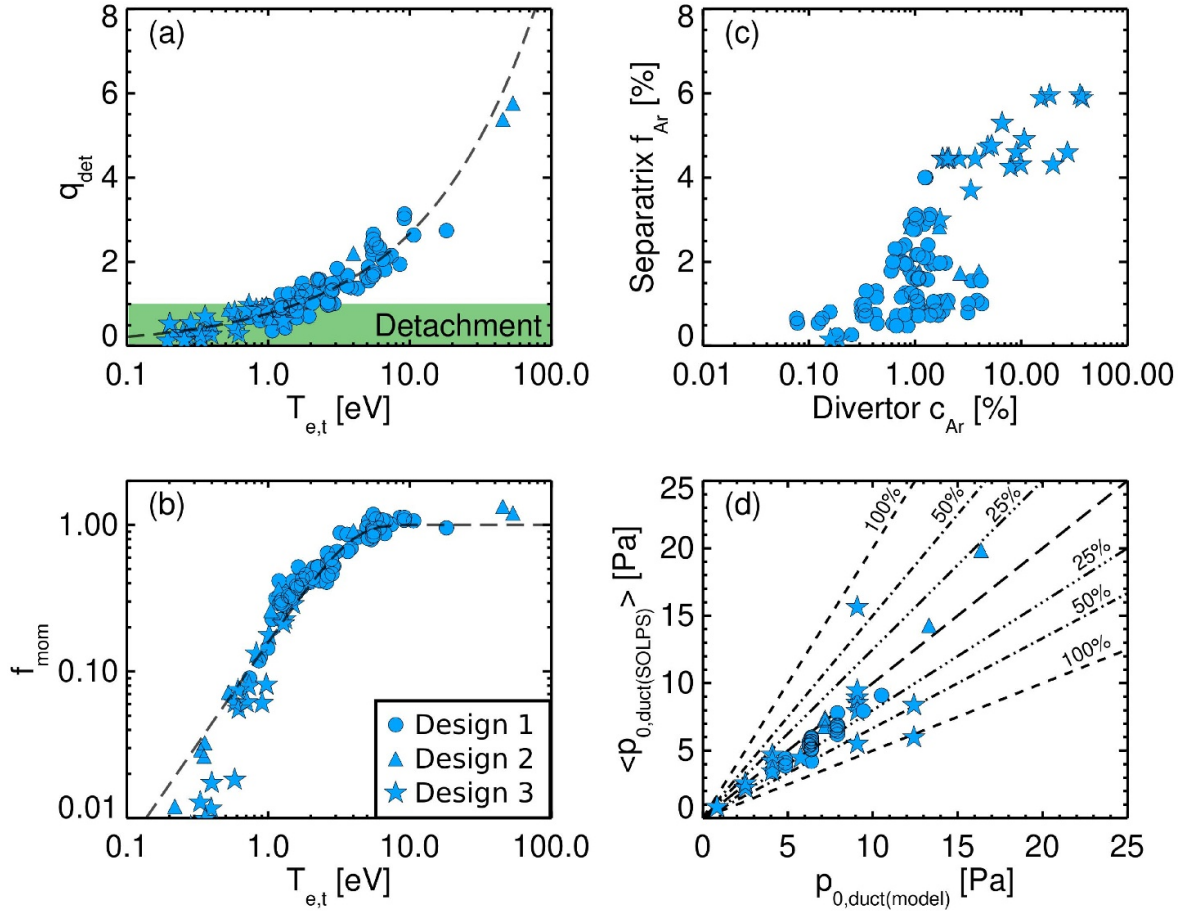 (a)
8
6
4
2
0
q_det
Detachment
0.1 1.0 10.0 100.0
T_e,t [eV]
(c)
8
6
4
2
0
Separatrix f_Ar [%]
0.01 0.10 1.00 10.00 100.00
Divertor c_Ar [%]
(b)
1.00
0.10
0.01
f_mom
Design 1
Design 2
Design 3
0.1 1.0 10.0 100.0
T_e,t [eV]
(d)
25
20
15
10
5
0
<p_0,duct(SOLPS)> [Pa]
100%
50%
25%
25%
50%
100%
0 5 10 15 20 25
p_0,duct(model) [Pa]